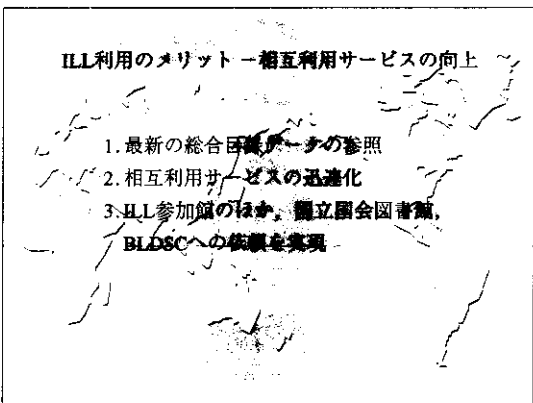 ILL利用のメリット－相互利用サービスの向上
1. 最新の総合目録データの参照
2. 相互利用サービスの迅速化
3. ILL参加館のほか，国立国会図書館，
BLDSCへの依頼を実現